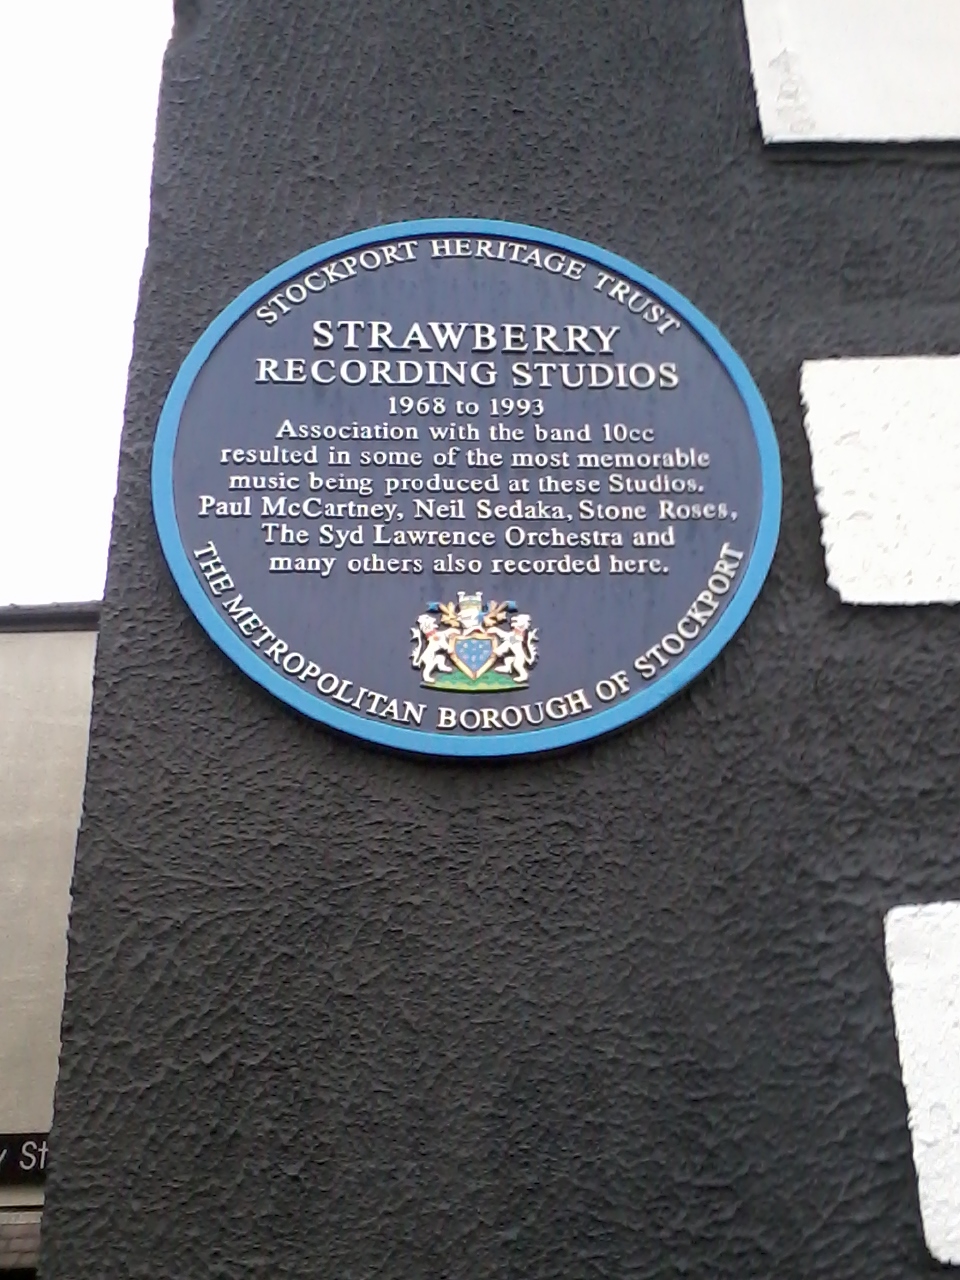 STOCKPORT HERITAGE TRUST
STRAWBERRY
RECORDING STUDIOS
1968 to 1993
Association with the band 10cc
resulted in some of the most memorable
music being produced at these Studios.
Paul McCartney, Neil Sedaka, Stone Roses,
The Syd Lawrence Orchestra and
many others also recorded here.
THE METROPOLITAN BOROUGH OF STOCKPORT
St